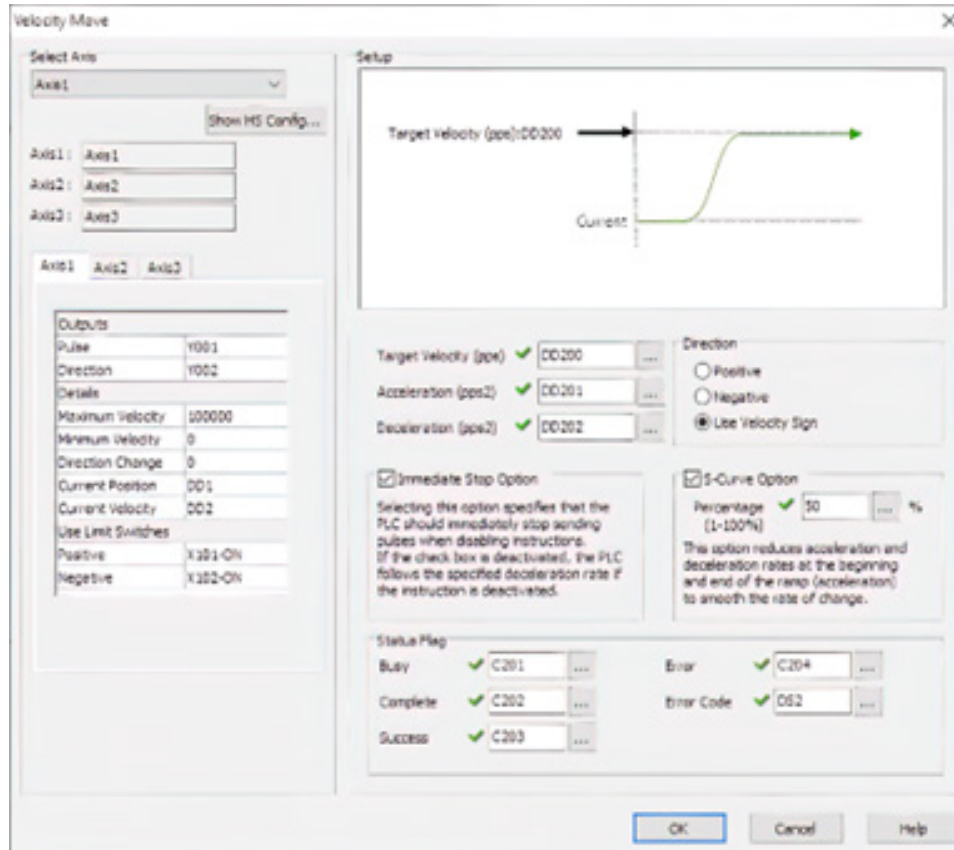 Velocity Move
Select Axis
Axis1
Show HS Config...
Axis1: Axis1
Axis2: Axis2
Axis3: Axis3
Axis1 Axis2 Axis3
Outputs
Pulse Y001
Direction Y002
Details
Maximum Velocity 100000
Minimum Velocity 0
Direction Change 0
Current Position DD1
Current Velocity DD2
Use Limit Switches
Positive X101-ON
Negative X102-ON
Setup
Target Velocity (pps):DD200
Current
Target Velocity (pps) DD200 ...
Acceleration (pps2) DD201 ...
Deceleration (pps2) DD202 ...
Direction
Positive
Negative
Use Velocity Sign
Immediate Stop Option
Selecting this option specifies that the
PLC should immediately stop sending
pulses when disabling instructions.
If the check box is deactivated, the PLC
follows the specified deceleration rate if
the instruction is deactivated.
S-Curve Option
Percentage 50 ... %
(1-100%)
This option reduces acceleration and
deceleration rates at the beginning
and end of the ramp (acceleration)
to smooth the rate of change.
Status Flag
Busy C201 ...
Complete C202 ...
Success C203 ...
Error C204 ...
Error Code DS2 ...
OK Cancel Help